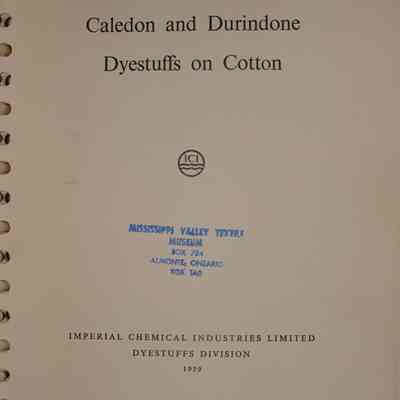 Caledon and Durindone
Dyestuffs on Cotton
ICI
MISSISSIPPI VALLEY TEXTILE
MUSEUM
BOX 784
ALMONTE, ONTARIO
K0A 1A0
IMPERIAL CHEMICAL INDUSTRIES LIMITED
DYESTUFFS DIVISION
1959